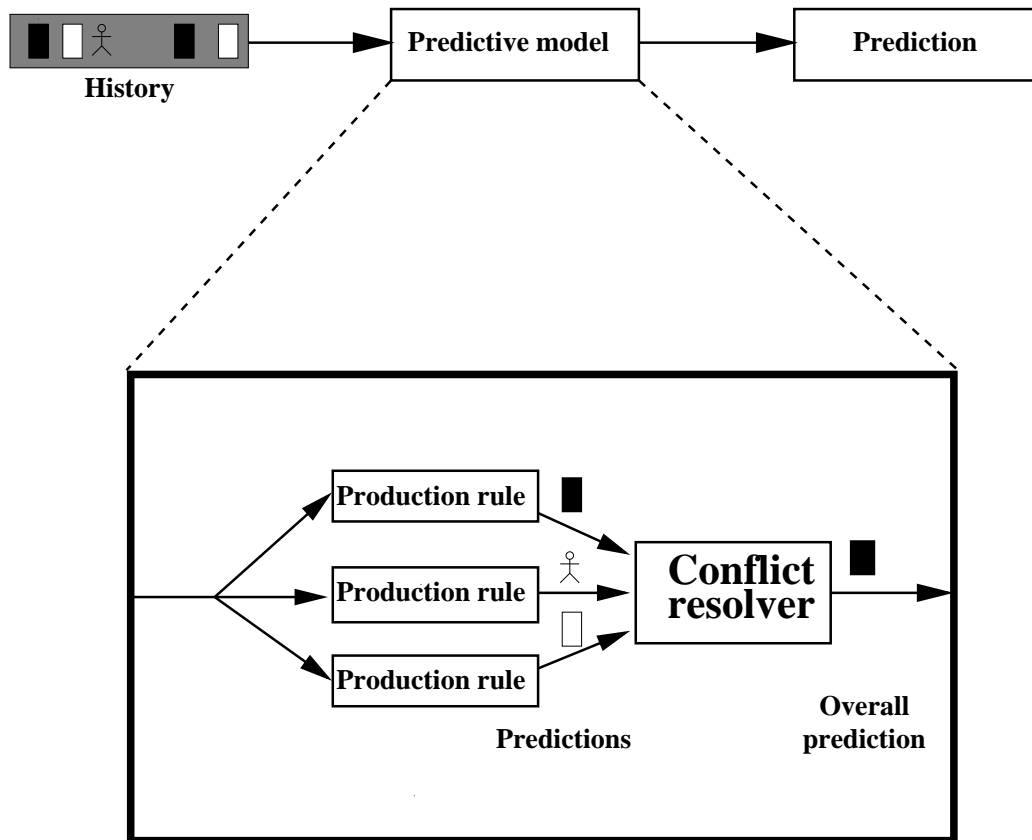 Predictive model
Prediction
History
Production rule
Production rule
Conflict
resolver
Production rule
Predictions
Overall
prediction